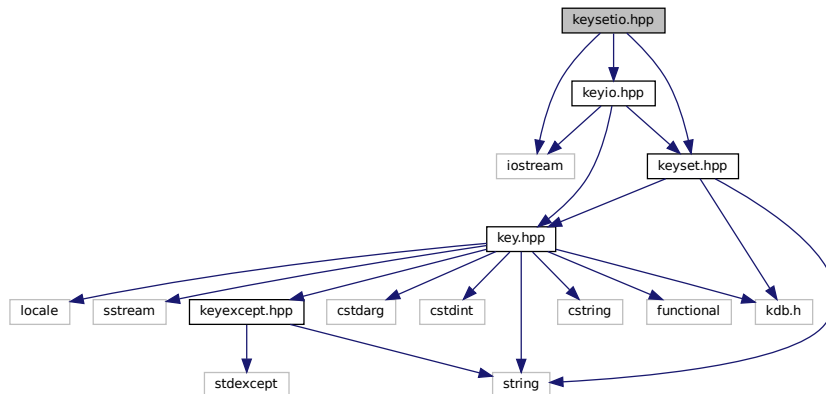 keysetio.hpp
keyio.hpp
iostream
keyset.hpp
key.hpp
locale
sstream
keyexcept.hpp
cstdarg
cstdint
cstring
functional
kdb.h
stdexcept
string